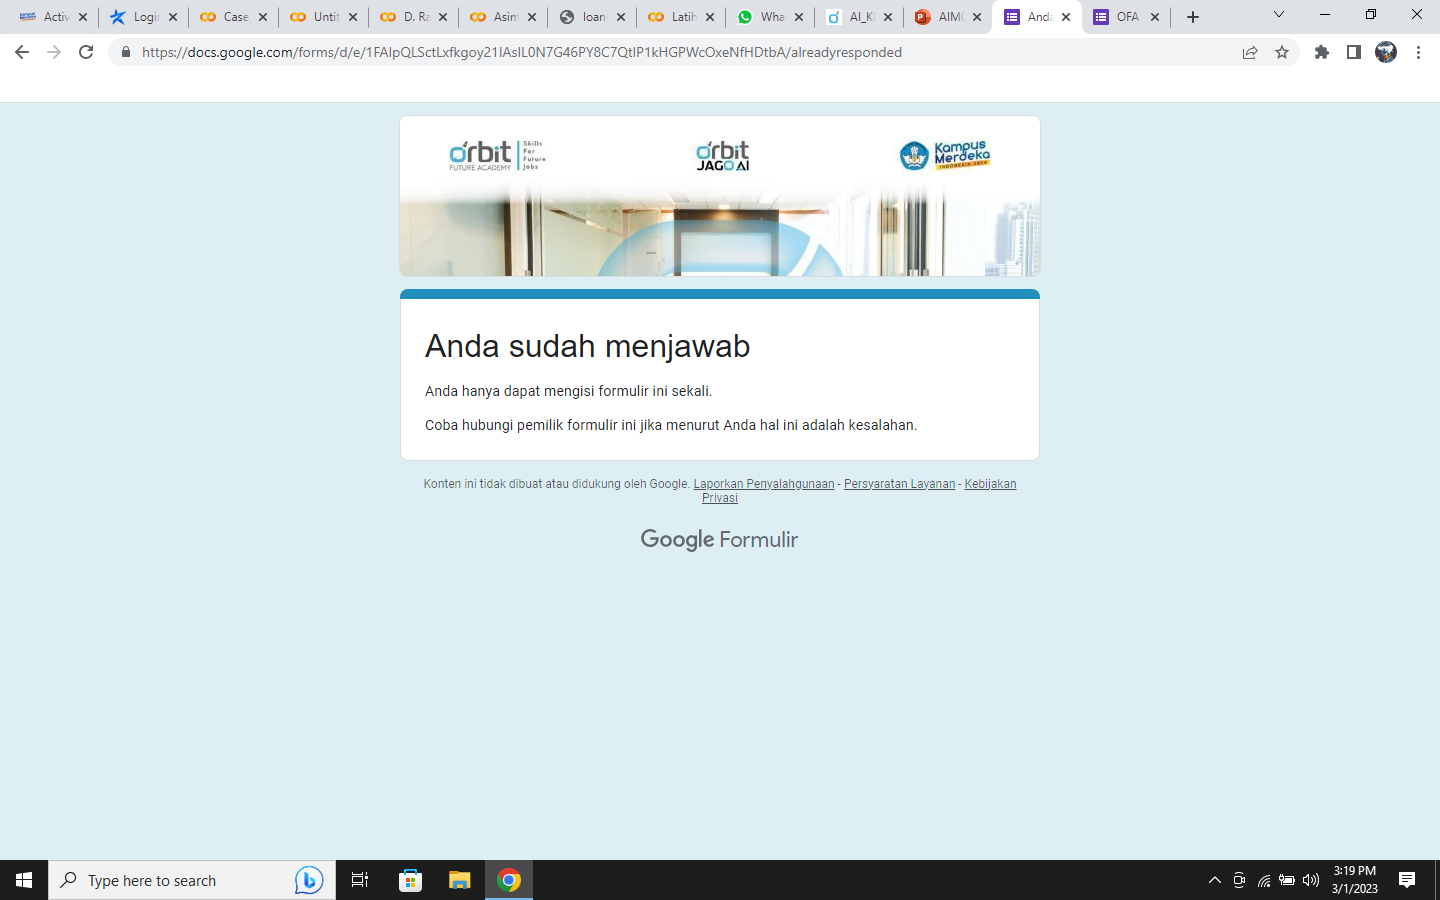 Activ
Login
Case
Untit
D. Ra
Asim
loan
Latih
Wha
AI_K
AIM
Anda
OFA
https://docs.google.com/forms/d/e/
/alreadyresponded
orbit
FUTURE ACADEMY
Skills
For
Future
Jobs
orbit
JAGO AI
Kampus
Merdeka
INDONESIA JAYA
Anda sudah menjawab
Anda hanya dapat mengisi formulir ini sekali.
Coba hubungi pemilik formulir ini jika menurut Anda hal ini adalah kesalahan.
Konten ini tidak dibuat atau didukung oleh Google. Laporkan Penyalahgunaan - Persyaratan Layanan - Kebijakan
Privasi
Google Formulir
Type here to search
3:19 PM
3/1/2023